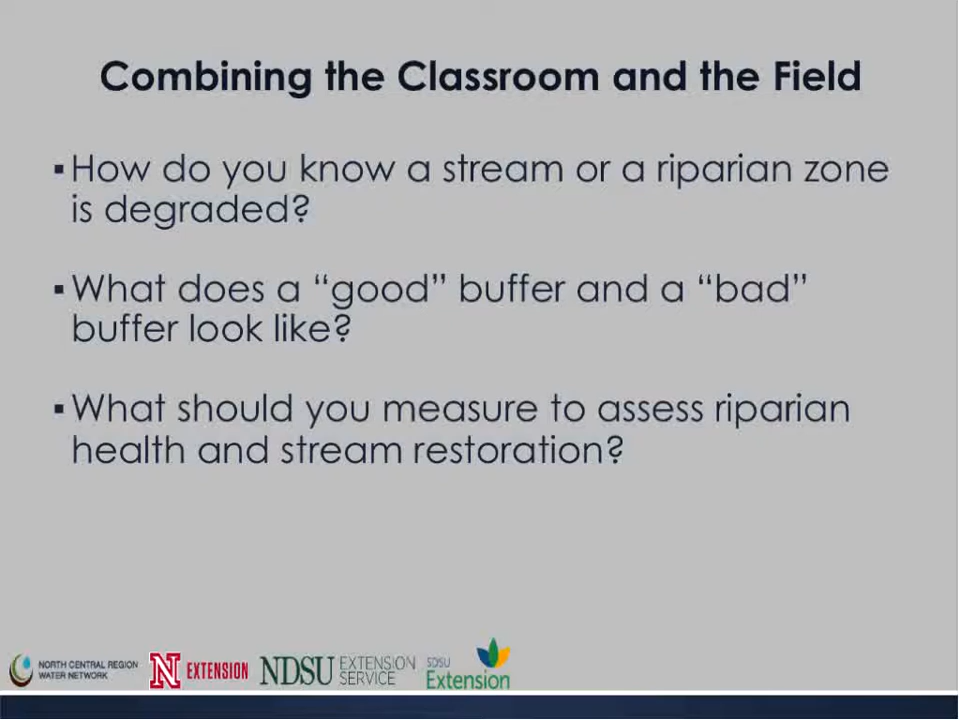 Combining the Classroom and the Field
▪How do you know a stream or a riparian zone
is degraded?
▪What does a “good” buffer and a “bad”
buffer look like?
▪What should you measure to assess riparian
health and stream restoration?
NORTH CENTRAL REGION
WATER NETWORK
N EXTENSION
NDSU EXTENSION
SERVICE
SDSU
Extension